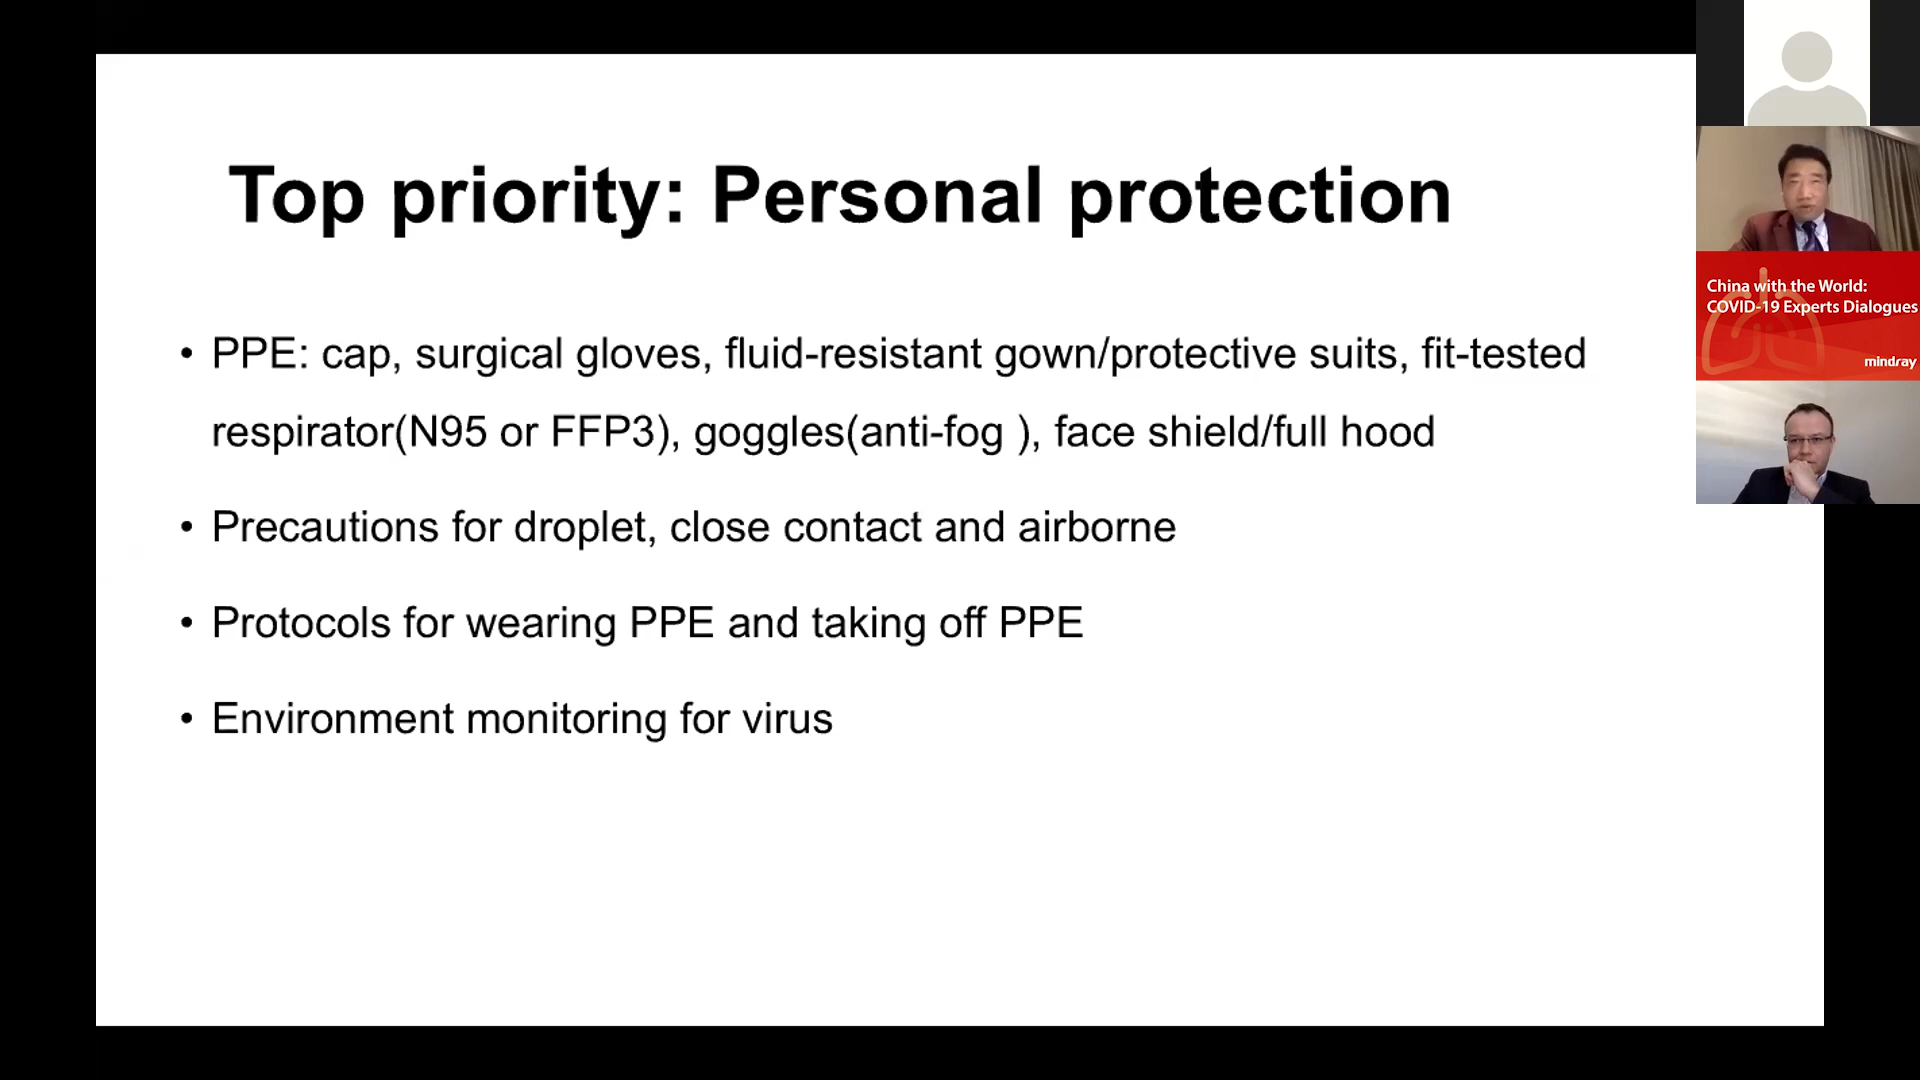 Top priority: Personal protection
• PPE: cap, surgical gloves, fluid-resistant gown/protective suits, fit-tested
respirator(N95 or FFP3), goggles(anti-fog ), face shield/full hood
• Precautions for droplet, close contact and airborne
• Protocols for wearing PPE and taking off PPE
• Environment monitoring for virus
China with the World:
COVID-19 Experts Dialogues
mindray